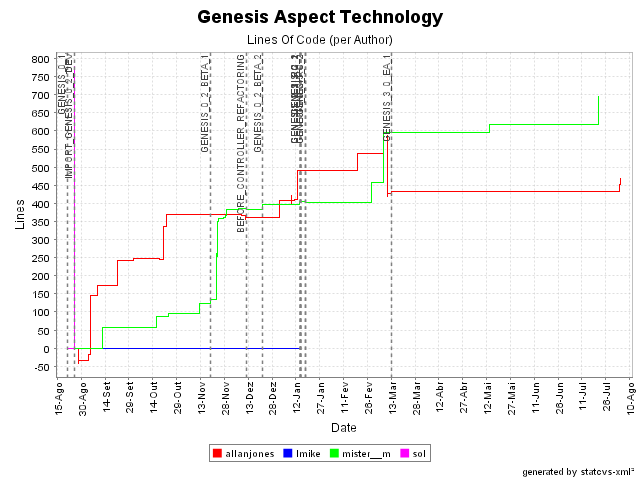 Genesis Aspect Technology
Lines Of Code (per Author)
Lines
800
750
700
650
600
550
500
450
400
350
300
250
200
150
100
50
0
-50
GENESIS_0_1
IMPORT_GENESIS_0_2_DEV
GENESIS_0_2_BETA_1
BEFORE_CONTROLLER_REFACTORING
GENESIS_0_2_BETA_2
GENESIS_3_0_EA_1
15-Ago
30-Ago
14-Set
29-Set
14-Out
29-Out
13-Nov
28-Nov
13-Dez
28-Dez
12-Jan
27-Jan
11-Fev
26-Fev
13-Mar
28-Mar
12-Abr
27-Abr
12-Mai
27-Mai
11-Jun
26-Jun
11-Jul
26-Jul
10-Ago
Date
allanjones lmike mister__m sol
generated by statcvs-xml²